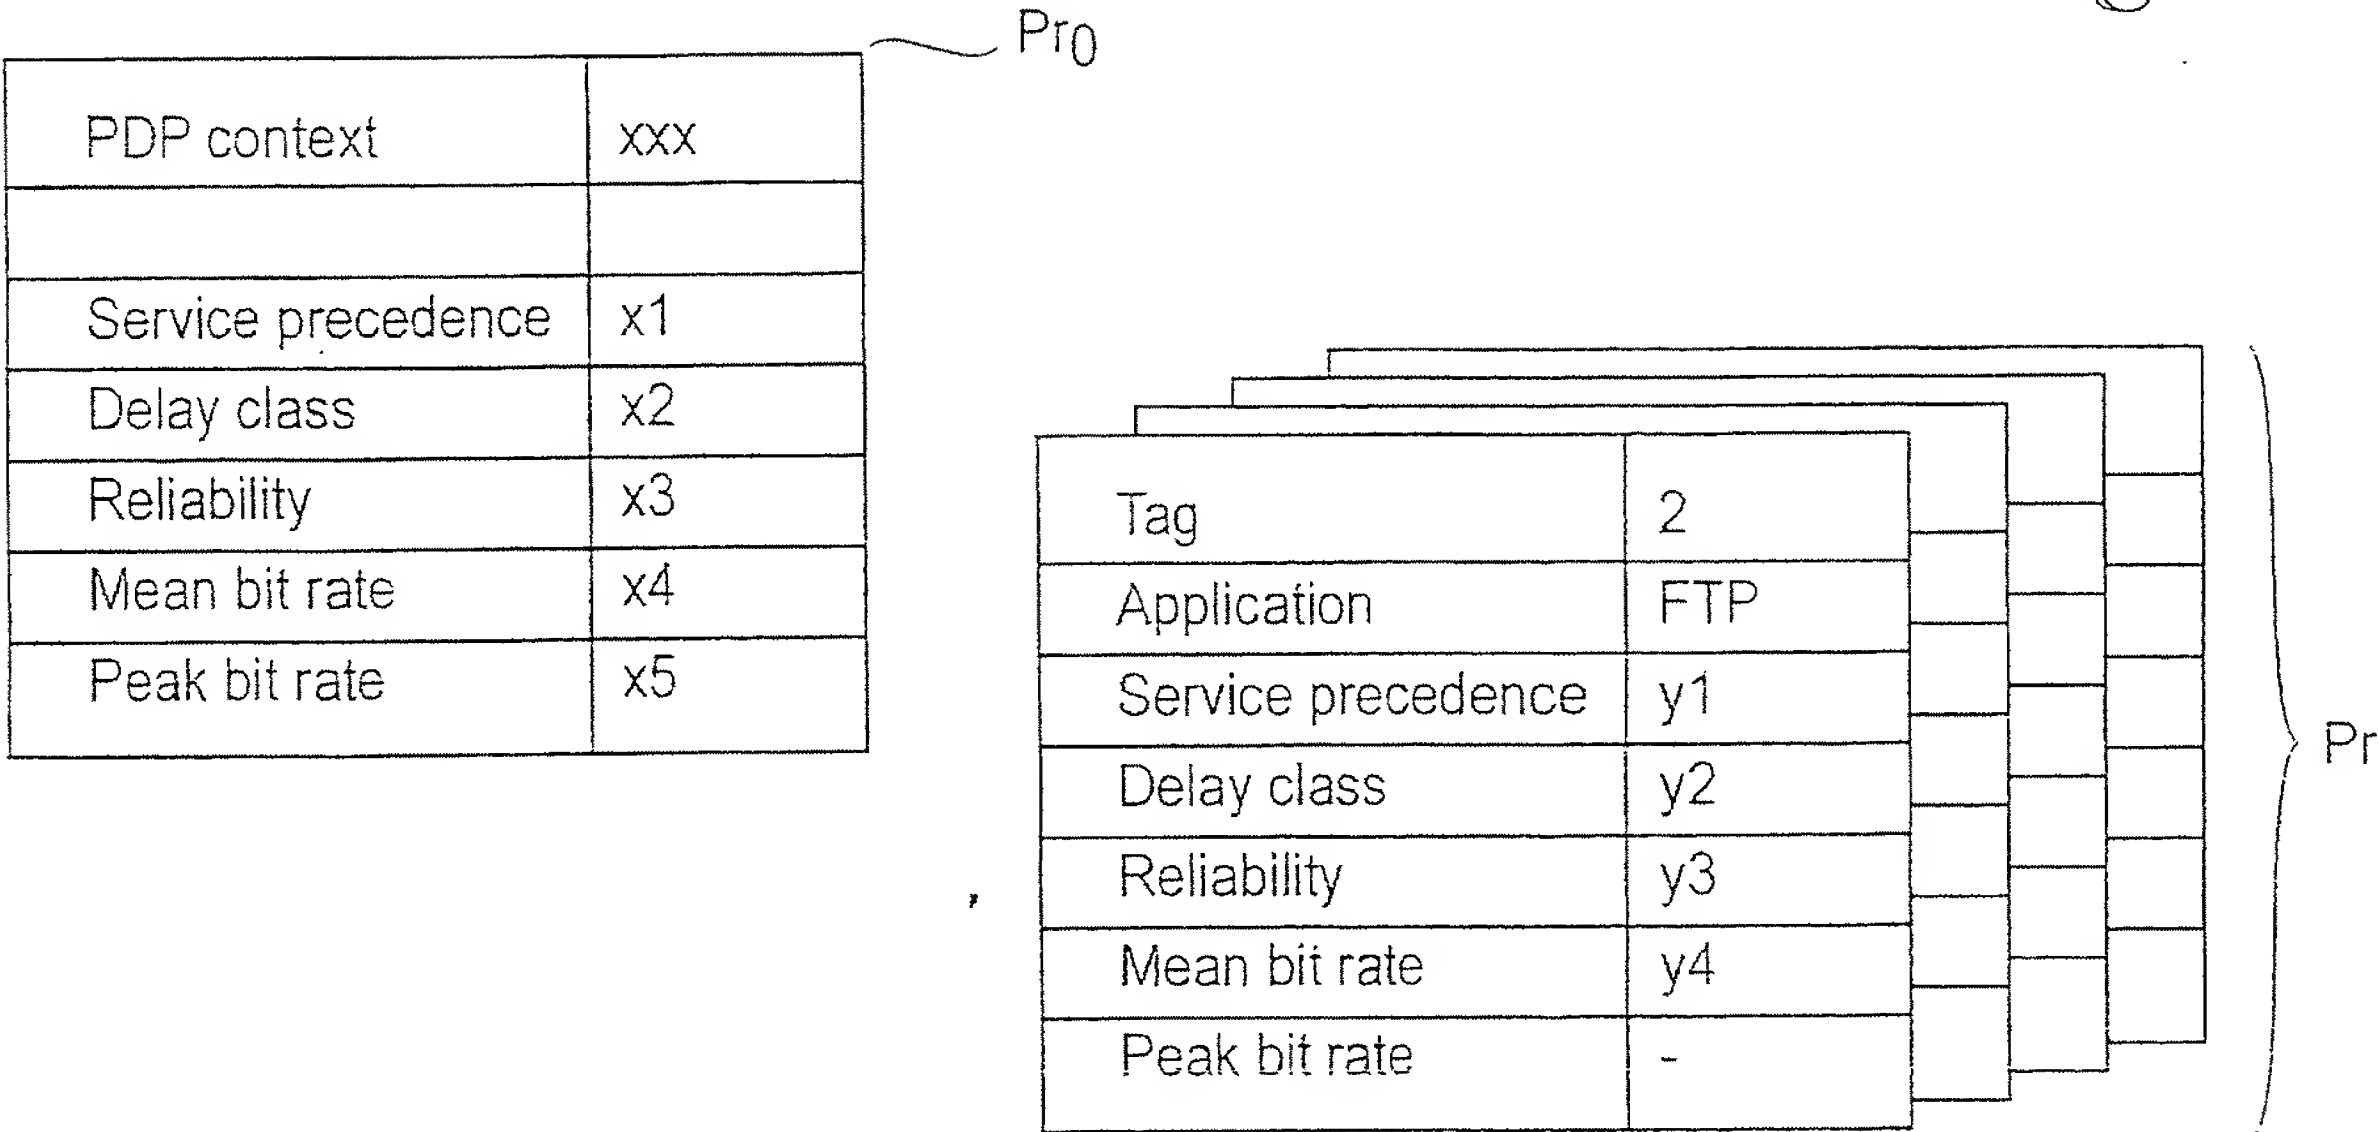 Pr0
PDP context xxx
Service precedence x1
Delay class x2
Reliability x3
Mean bit rate x4
Peak bit rate x5
Tag 2
Application FTP
Service precedence y1
Delay class y2
Reliability y3
Mean bit rate y4
Peak bit rate -
Pr